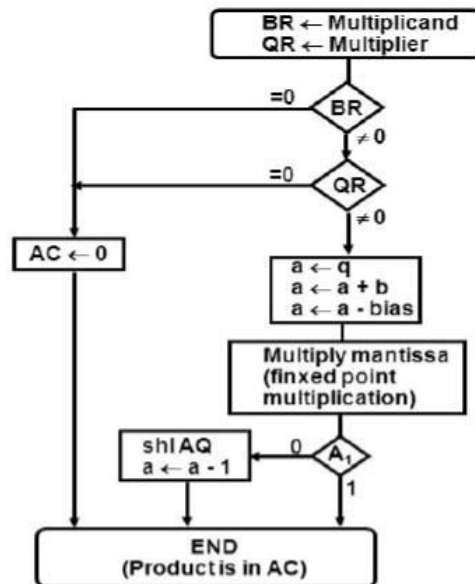 BR ← Multiplicand
QR ← Multiplier
=0
BR
≠ 0
=0
QR
≠0
AC ← 0
a ← q
a ← a + b
a ← a - bias
Multiply mantissa
(finxed point
multiplication)
shl AQ
a ← a - 1
0
A₁
1
END
(Product is in AC)